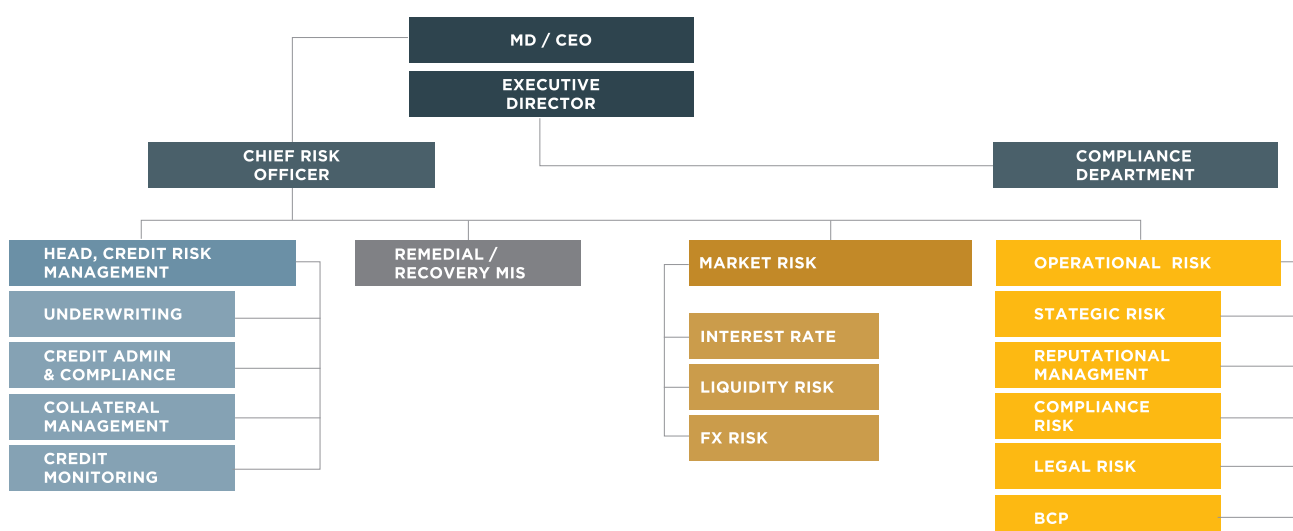 MD / CEO
EXECUTIVE
DIRECTOR
CHIEF RISK
OFFICER
COMPLIANCE
DEPARTMENT
HEAD, CREDIT RISK
MANAGEMENT
UNDERWRITING
CREDIT ADMIN
& COMPLIANCE
COLLATERAL
MANAGEMENT
CREDIT
MONITORING
REMEDIAL /
RECOVERY MIS
MARKET RISK
INTEREST RATE
LIQUIDITY RISK
FX RISK
OPERATIONAL RISK
STATEGIC RISK
REPUTATIONAL
MANAGMENT
COMPLIANCE
RISK
LEGAL RISK
BCP